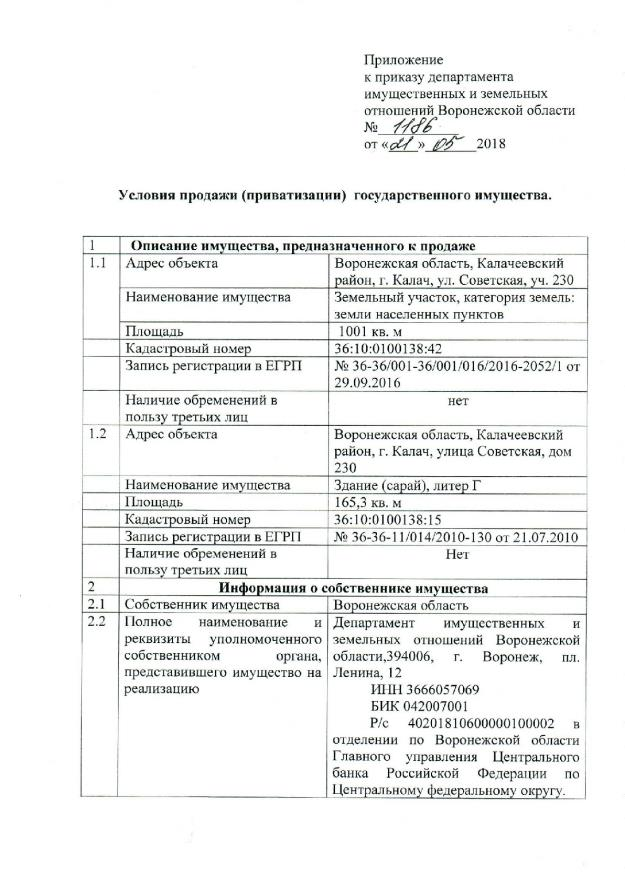 Приложение
к приказу департамента
имущественных и земельных
отношений Воронежской области
№ 1186
от «21» 05 2018
Условия продажи (приватизации) государственного имущества.
1 Описание имущества, предназначенного к продаже
1.1 Адрес объекта Воронежская область, Калачеевский
район, г. Калач, ул. Советская, уч. 230
Наименование имущества Земельный участок, категория земель:
земли населенных пунктов
Площадь 1001 кв. м
Кадастровый номер 36:10:0100138:42
Запись регистрации в ЕГРП № 36-36/001-36/001/016/2016-2052/1 от
29.09.2016
Наличие обременений в нет
пользу третьих лиц
1.2 Адрес объекта Воронежская область, Калачеевский
район, г. Калач, улица Советская, дом
230
Наименование имущества Здание (сарай), литер Г
Площадь 165,3 кв. м
Кадастровый номер 36:10:0100138:15
Запись регистрации в ЕГРП № 36-36-11/014/2010-130 от 21.07.2010
Наличие обременений в Нет
пользу третьих лиц
2 Информация о собственнике имущества
2.1 Собственник имущества Воронежская область
2.2 Полное наименование и Департамент имущественных и
реквизиты уполномоченного земельных отношений Воронежской
собственником органа, области,394006, г. Воронеж, пл.
представившего имущество на Ленина, 12
реализацию ИНН 3666057069
БИК 042007001
Р/с 40201810600000100002 в
отделении по Воронежской области
Главного управления Центрального
банка Российской Федерации по
Центральному федеральному округу.